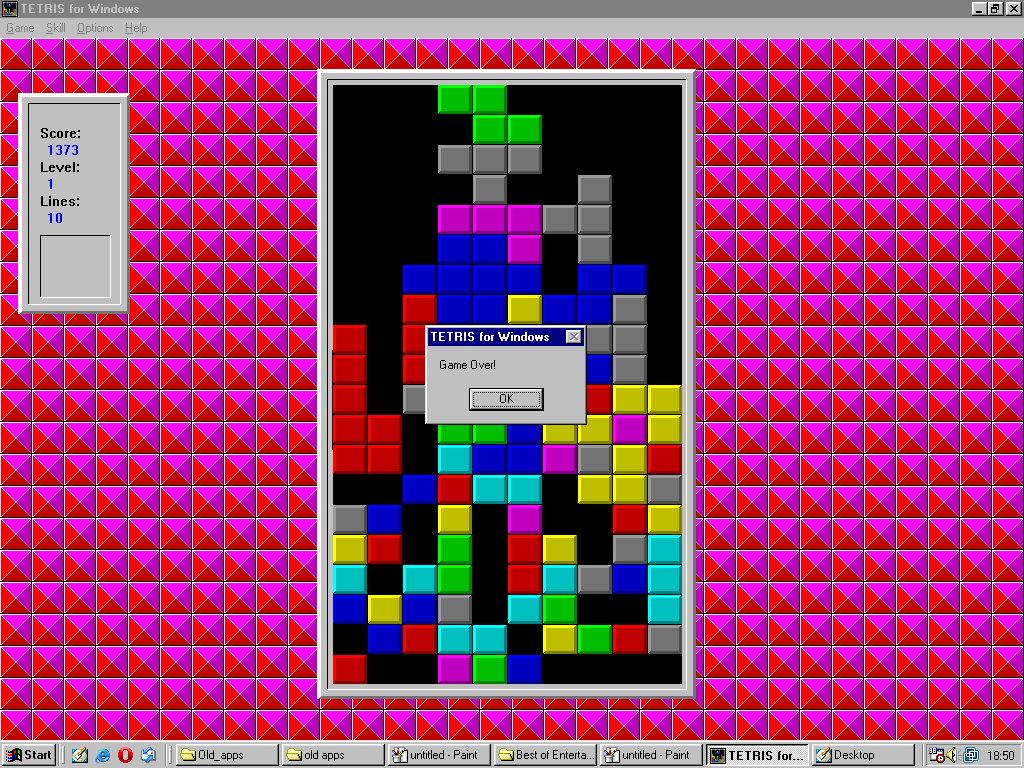 TETRIS for Windows
Game Skill Options Help
Score:
1373
Level:
1
Lines:
10
TETRIS for Windows
Game Over!
OK
Start Old_apps old apps untitled - Paint Best of Enterta... untitled - Paint TETRIS for... Desktop 18:50